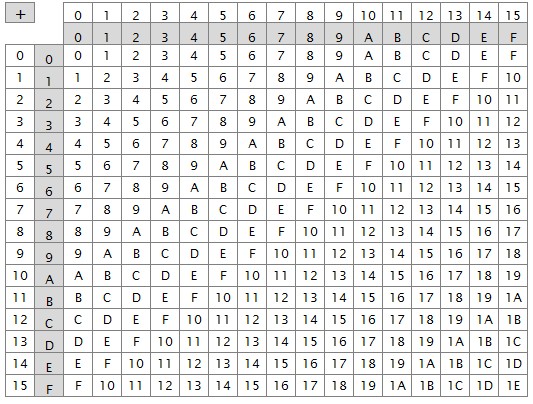 + 0 1 2 3 4 5 6 7 8 9 10 11 12 13 14 15
0 1 2 3 4 5 6 7 8 9 A B C D E F
0 0 0 1 2 3 4 5 6 7 8 9 A B C D E F
1 1 1 2 3 4 5 6 7 8 9 A B C D E F 10
2 2 2 3 4 5 6 7 8 9 A B C D E F 10 11
3 3 3 4 5 6 7 8 9 A B C D E F 10 11 12
4 4 4 5 6 7 8 9 A B C D E F 10 11 12 13
5 5 5 6 7 8 9 A B C D E F 10 11 12 13 14
6 6 6 7 8 9 A B C D E F 10 11 12 13 14 15
7 7 7 8 9 A B C D E F 10 11 12 13 14 15 16
8 8 8 9 A B C D E F 10 11 12 13 14 15 16 17
9 9 9 A B C D E F 10 11 12 13 14 15 16 17 18
10 A A B C D E F 10 11 12 13 14 15 16 17 18 19
11 B B C D E F 10 11 12 13 14 15 16 17 18 19 1A
12 C C D E F 10 11 12 13 14 15 16 17 18 19 1A 1B
13 D D E F 10 11 12 13 14 15 16 17 18 19 1A 1B 1C
14 E E F 10 11 12 13 14 15 16 17 18 19 1A 1B 1C 1D
15 F F 10 11 12 13 14 15 16 17 18 19 1A 1B 1C 1D 1E